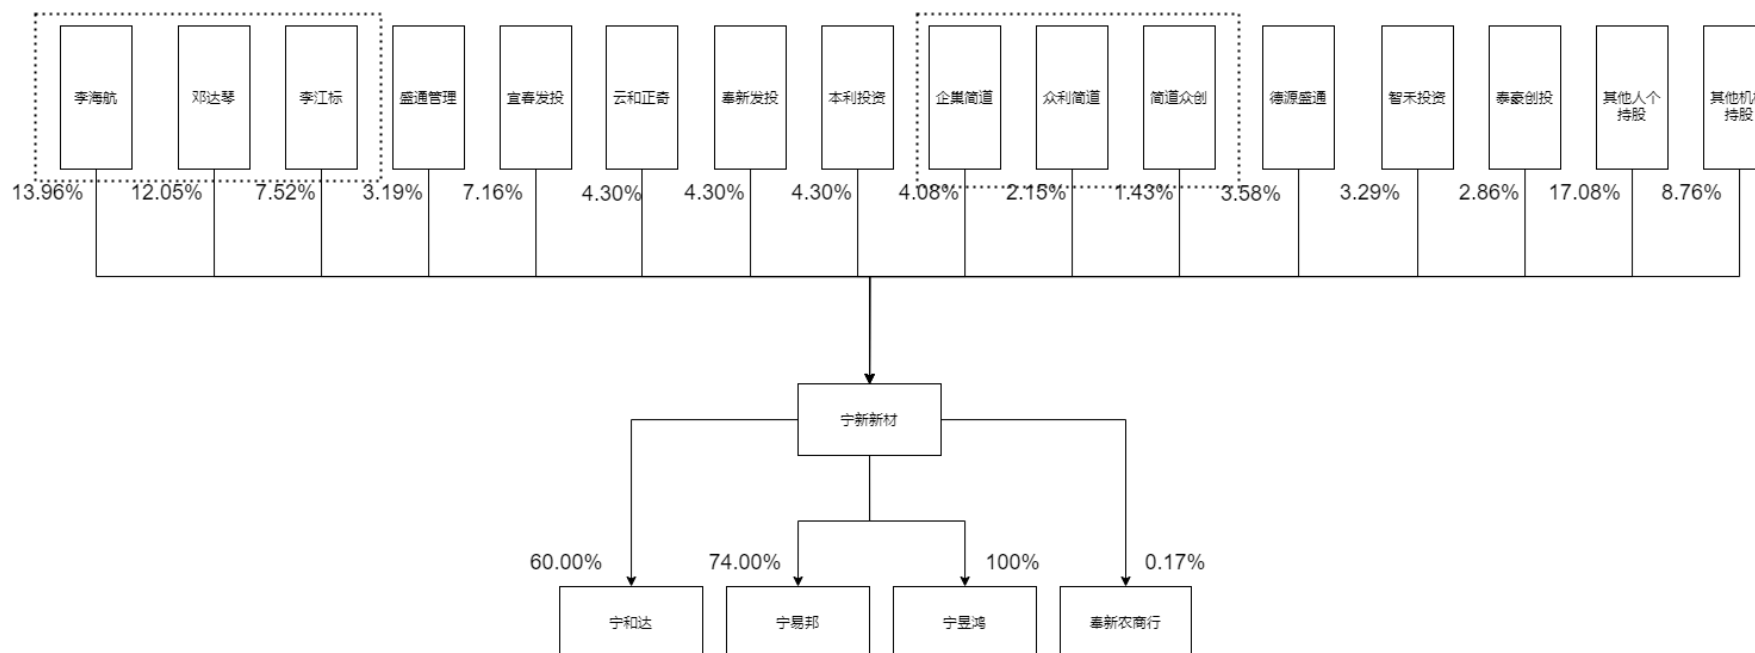 李海航
邓达琴
李江标
盛通管理
宜春发投
云和正奇
奉新发投
本利投资
企巢简道
众利简道
简道众创
德源盛通
智禾投资
泰豪创投
其他人个
持股
其他机
持股
13.96%
12.05%
7.52%
3.19%
7.16%
4.30%
4.30%
4.30%
4.08%
2.15%
1.43%
3.58%
3.29%
2.86%
17.08%
8.76%
宁新新材
60.00%
74.00%
100%
0.17%
宁和达
宁易邦
宁昱鸿
奉新农商行